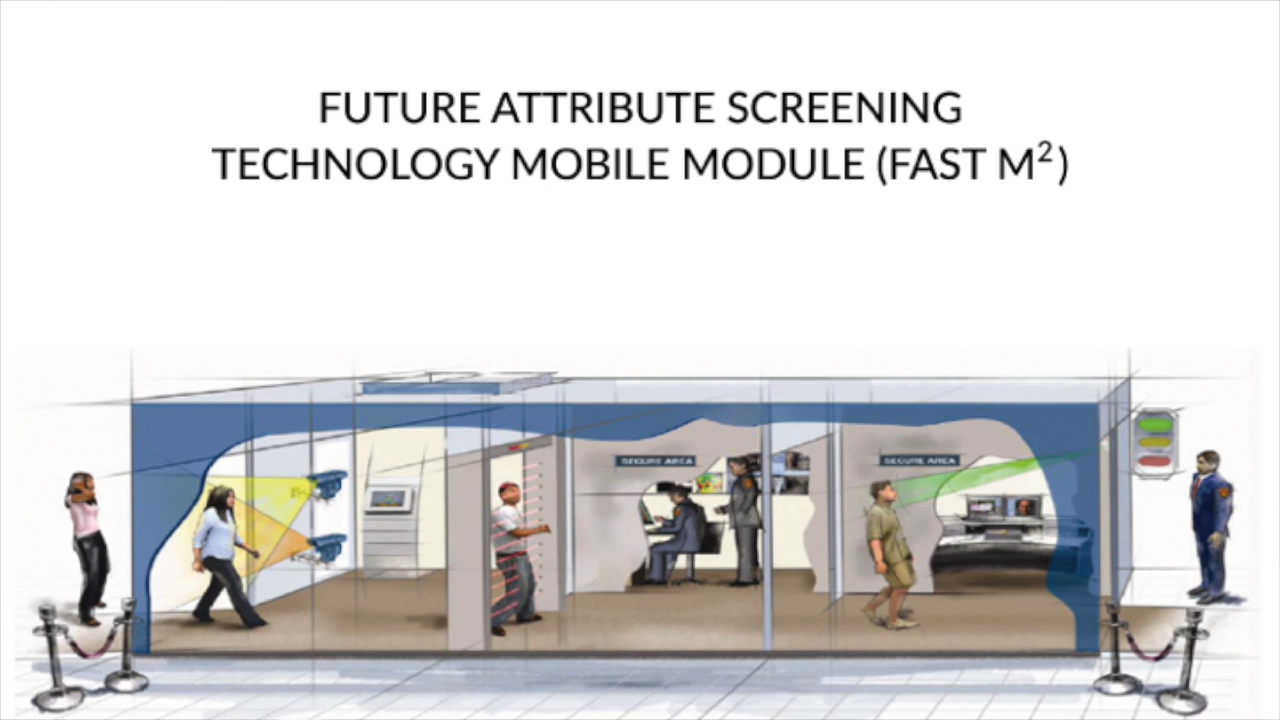 FUTURE ATTRIBUTE SCREENING
TECHNOLOGY MOBILE MODULE (FAST M²)
SECURE AREA
SECURE AREA